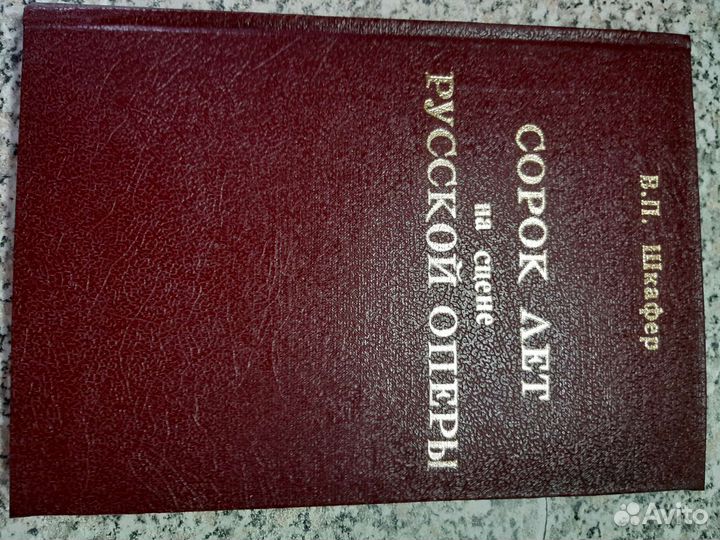 В.П. Шкафер
СОРОК ЛЕТ
на сцене
РУССКОЙ ОПЕРЫ
Avito